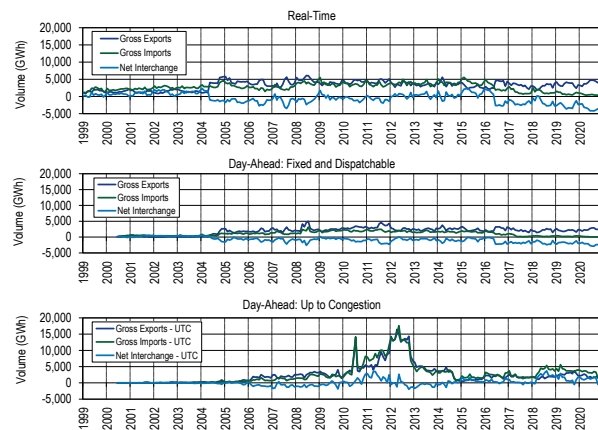 Real-Time
20,000
15,000
10,000
5,000
0
-5,000
Volume (GWh)
Gross Exports
Gross Imports
Net Interchange
1999 2000 2001 2002 2003 2004 2005 2006 2007 2008 2009 2010 2011 2012 2013 2014 2015 2016 2017 2018 2019 2020
Day-Ahead: Fixed and Dispatchable
20,000
15,000
10,000
5,000
0
-5,000
Volume (GWh)
Gross Exports
Gross Imports
Net Interchange
1999 2000 2001 2002 2003 2004 2005 2006 2007 2008 2009 2010 2011 2012 2013 2014 2015 2016 2017 2018 2019 2020
Day-Ahead: Up to Congestion
20,000
15,000
10,000
5,000
0
-5,000
Volume (GWh)
Gross Exports - UTC
Gross Imports - UTC
Net Interchange - UTC
1999 2000 2001 2002 2003 2004 2005 2006 2007 2008 2009 2010 2011 2012 2013 2014 2015 2016 2017 2018 2019 2020